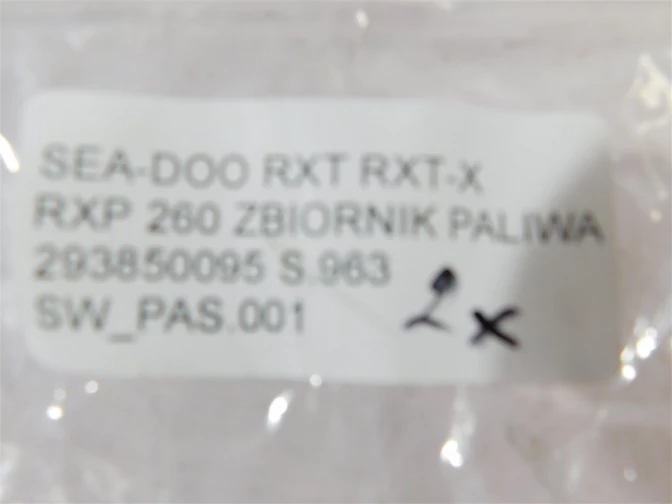 SEA-DOO RXT RXT-X
RXP 260 ZBIORNIK PALIWA
293850095 S.963
SW_PAS.001
2x